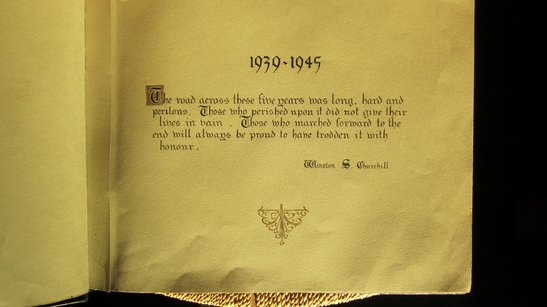 1939-1945
The road across these five years was long, hard and
perilous. Those who perished upon it did not give their
lives in vain. Those who marched forward to the
end will always be proud to have trodden it with
honour.
Winston S. Churchill